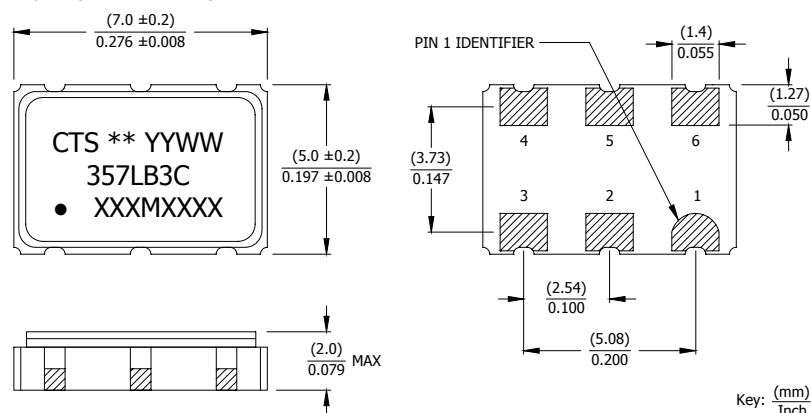 (7.0 ±0.2)
0.276 ±0.008
CTS ** YYWW
357LB3C
• XXXMXXXX
(5.0 ±0.2)
0.197 ±0.008
(2.0)
0.079 MAX
PIN 1 IDENTIFIER
(1.4)
0.055
(1.27)
0.050
4 5 6
(3.73)
0.147
3 2 1
(2.54)
0.100
(5.08)
0.200
Key: (mm)
Inch